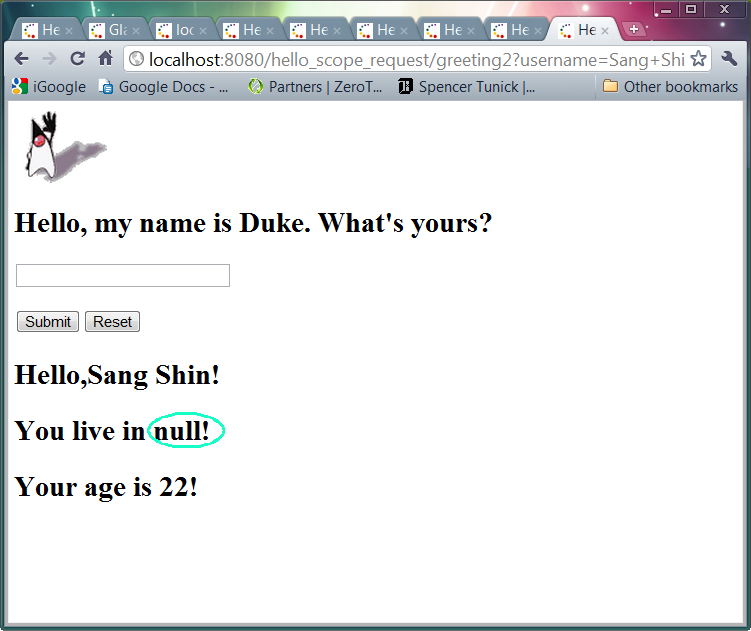 He Gla loc He He He He He He
localhost:8080/hello_scope_request/greeting2?username=Sang+Shi
iGoogle Google Docs - ... Partners | ZeroT... Spencer Tunick |... Other bookmarks
Hello, my name is Duke. What's yours?
Submit Reset
Hello,Sang Shin!
You live in null!
Your age is 22!